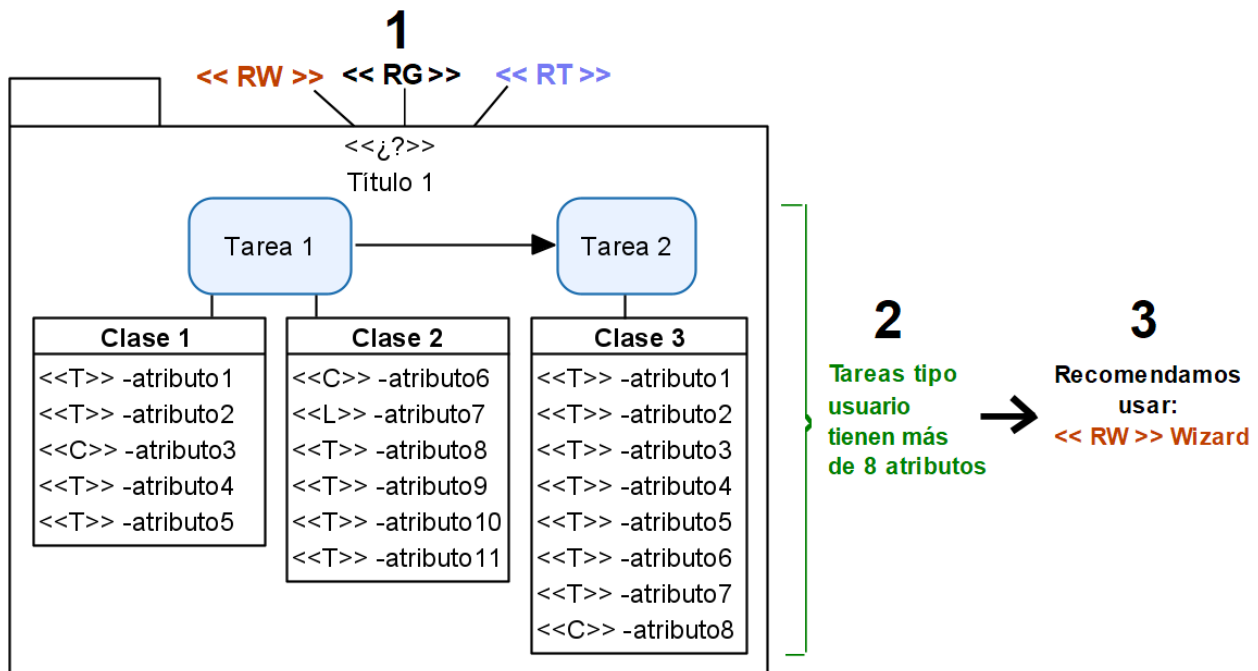 1
<< RW >> << RG >> << RT >>
<<¿?>>
Título 1
Tarea 1
Tarea 2
Clase 1
<<T>> -atributo1
<<T>> -atributo2
<<C>> -atributo3
<<T>> -atributo4
<<T>> -atributo5
Clase 2
<<C>> -atributo6
<<L>> -atributo7
<<T>> -atributo8
<<T>> -atributo9
<<T>> -atributo10
<<T>> -atributo11
Clase 3
<<T>> -atributo1
<<T>> -atributo2
<<T>> -atributo3
<<T>> -atributo4
<<T>> -atributo5
<<T>> -atributo6
<<T>> -atributo7
<<C>> -atributo8
2
Tareas tipo
usuario
tienen más
de 8 atributos
3
Recomendamos
usar:
<< RW >> Wizard